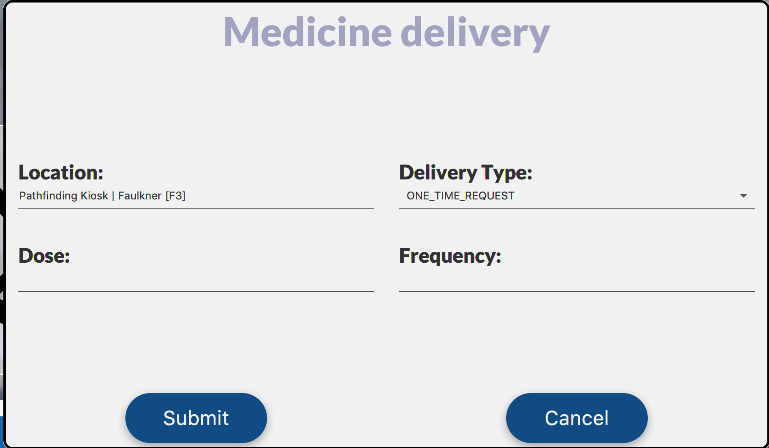 Medicine delivery
Location:
Pathfinding Kiosk | Faulkner [F3]
Delivery Type:
ONE_TIME_REQUEST
Dose:
Frequency:
Submit
Cancel